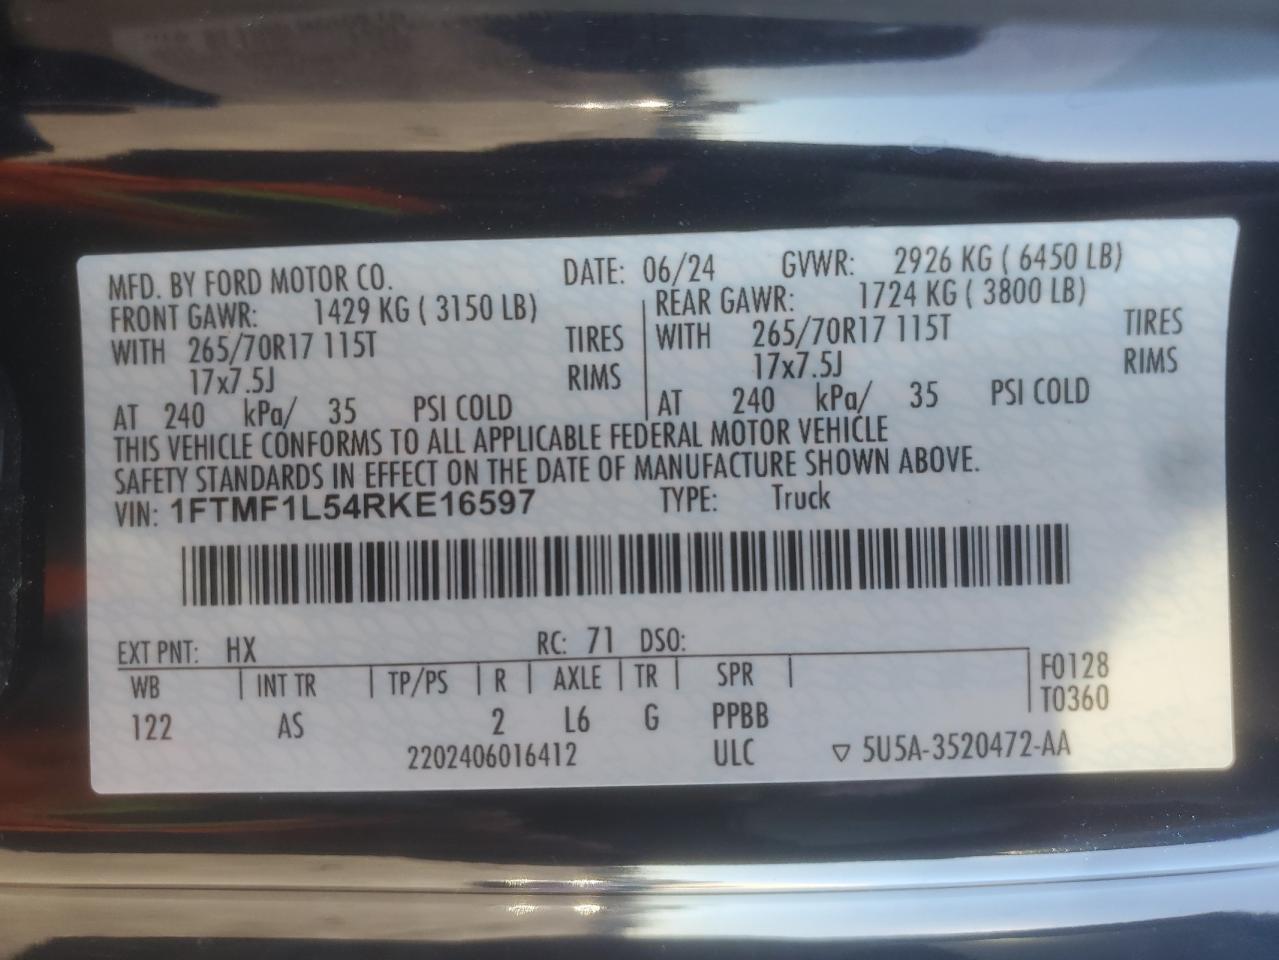 MFD. BY FORD MOTOR CO. DATE: 06/24 GVWR: 2926 KG ( 6450 LB)
FRONT GAWR: 1429 KG ( 3150 LB) REAR GAWR: 1724 KG ( 3800 LB)
WITH 265/70R17 115T TIRES WITH 265/70R17 115T TIRES
17x7.5J RIMS 17x7.5J RIMS
AT 240 kPa/ 35 PSI COLD AT 240 kPa/ 35 PSI COLD
THIS VEHICLE CONFORMS TO ALL APPLICABLE FEDERAL MOTOR VEHICLE
SAFETY STANDARDS IN EFFECT ON THE DATE OF MANUFACTURE SHOWN ABOVE.
VIN: 1FTMF1L54RKE16597 TYPE: Truck
EXT PNT: HX RC: 71 DSO:
WB INT TR TP/PS R AXLE TR SPR F0128
122 AS 2 L6 G PPBB T0360
2202406016412 ULC ▽ 5U5A-3520472-AA